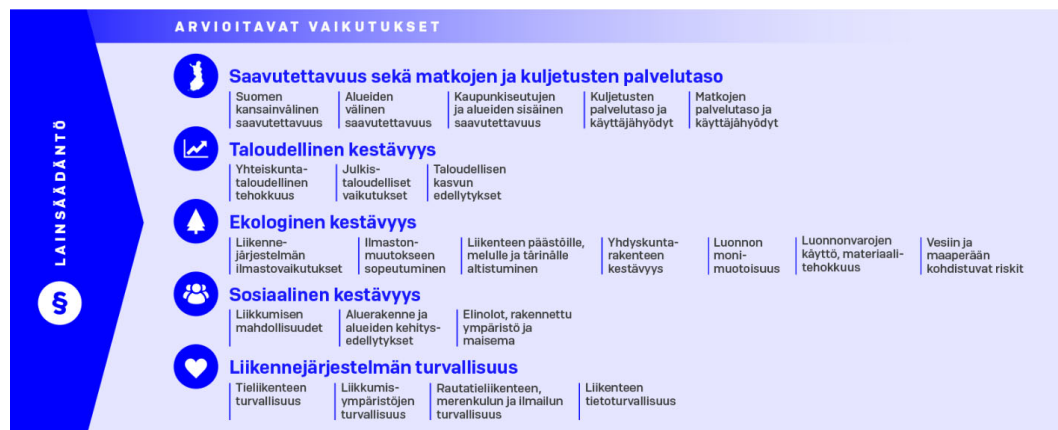 ARVIOITAVAT VAIKUTUKSET
LAINSÄÄDÄNTÖ
§
Saavutettavuus sekä matkojen ja kuljetusten palvelutaso
Suomen
kansainvälinen
saavutettavuus
Alueiden
välinen
saavutettavuus
Kaupunkiseutujen
ja alueiden sisäinen
saavutettavuus
Kuljetusten
palvelutaso ja
käyttäjähyödyt
Matkojen
palvelutaso ja
käyttäjähyödyt
Taloudellinen kestävyys
Yhteiskunta-
taloudellinen
tehokkuus
Julkis-
taloudelliset
vaikutukset
Taloudellisen
kasvun
edellytykset
Ekologinen kestävyys
Liikenne-
järjestelmän
ilmastovaikutukset
Ilmaston-
muutokseen
sopeutuminen
Liikenteen päästöille,
melulle ja tärinälle
altistuminen
Yhdyskunta-
rakenteen
kestävyys
Luonnon
moni-
muotoisuus
Luonnonvarojen
käyttö, materiaali-
tehokkuus
Vesiin ja
maaperään
kohdistuvat riskit
Sosiaalinen kestävyys
Liikkumisen
mahdollisuudet
Aluerakenne ja
alueiden kehitys-
edellytykset
Elinolot, rakennettu
ympäristö ja
maisema
Liikennejärjestelmän turvallisuus
Tieliikenteen
turvallisuus
Liikkumis-
ympäristöjen
turvallisuus
Rautatieliikenteen,
merenkulun ja ilmailun
turvallisuus
Liikenteen
tietoturvallisuus